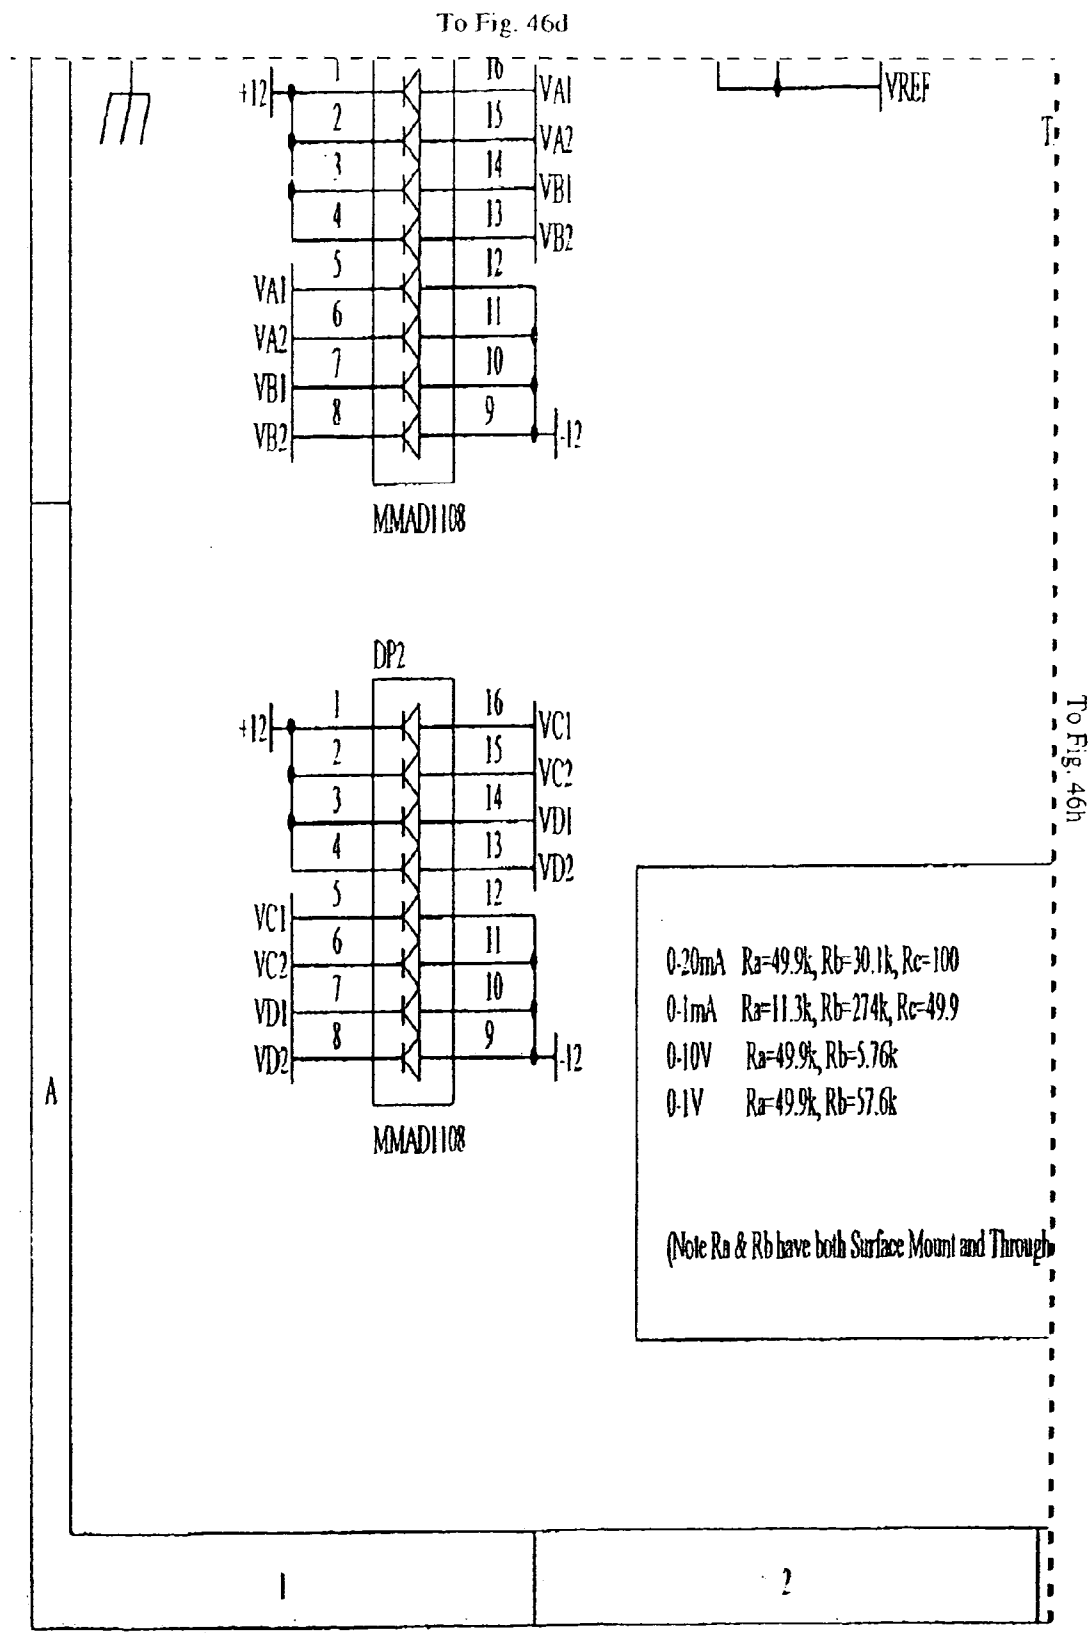 To Fig. 46d
+12 1 16 VA1
2 15 VA2
3 14 VB1
4 13 VB2
VA1 5 12
VA2 6 11
VB1 7 10
VB2 8 9 -12
VREF
T
MMAD1108
DP2
+12 1 16 VC1
2 15 VC2
3 14 VD1
4 13 VD2
VC1 5 12
VC2 6 11
VD1 7 10
VD2 8 9 -12
MMAD1108
To Fig. 46h
0-20mA Ra=49.9k, Rb=30.1k, Rc=100
0-1mA Ra=11.3k, Rb=274k, Rc=49.9
0-10V Ra=49.9k, Rb=5.76k
0-1V Ra=49.9k, Rb=57.6k
(Note Ra & Rb have both Surface Mount and Through
A
1 2